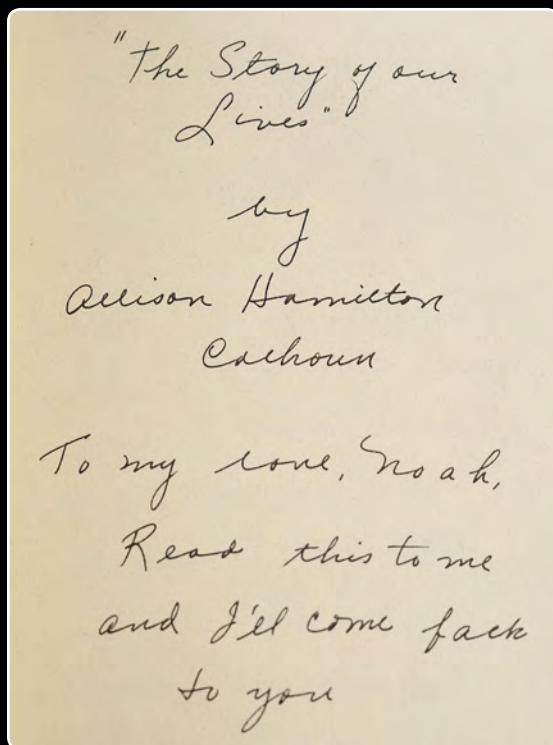 "The Story of our
Lives"
by
Allison Hamilton
Calhoun
To my love, Noah,
Read this to me
and I'll come back
to you